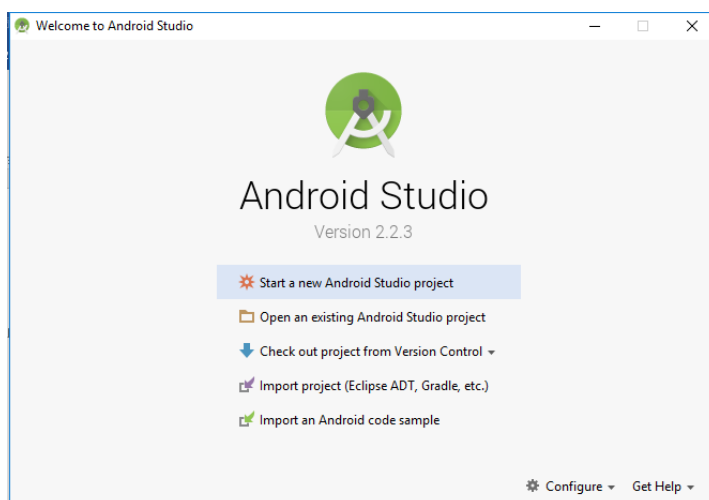 Welcome to Android Studio
Android Studio
Version 2.2.3
Start a new Android Studio project
Open an existing Android Studio project
Check out project from Version Control
Import project (Eclipse ADT, Gradle, etc.)
Import an Android code sample
Configure Get Help